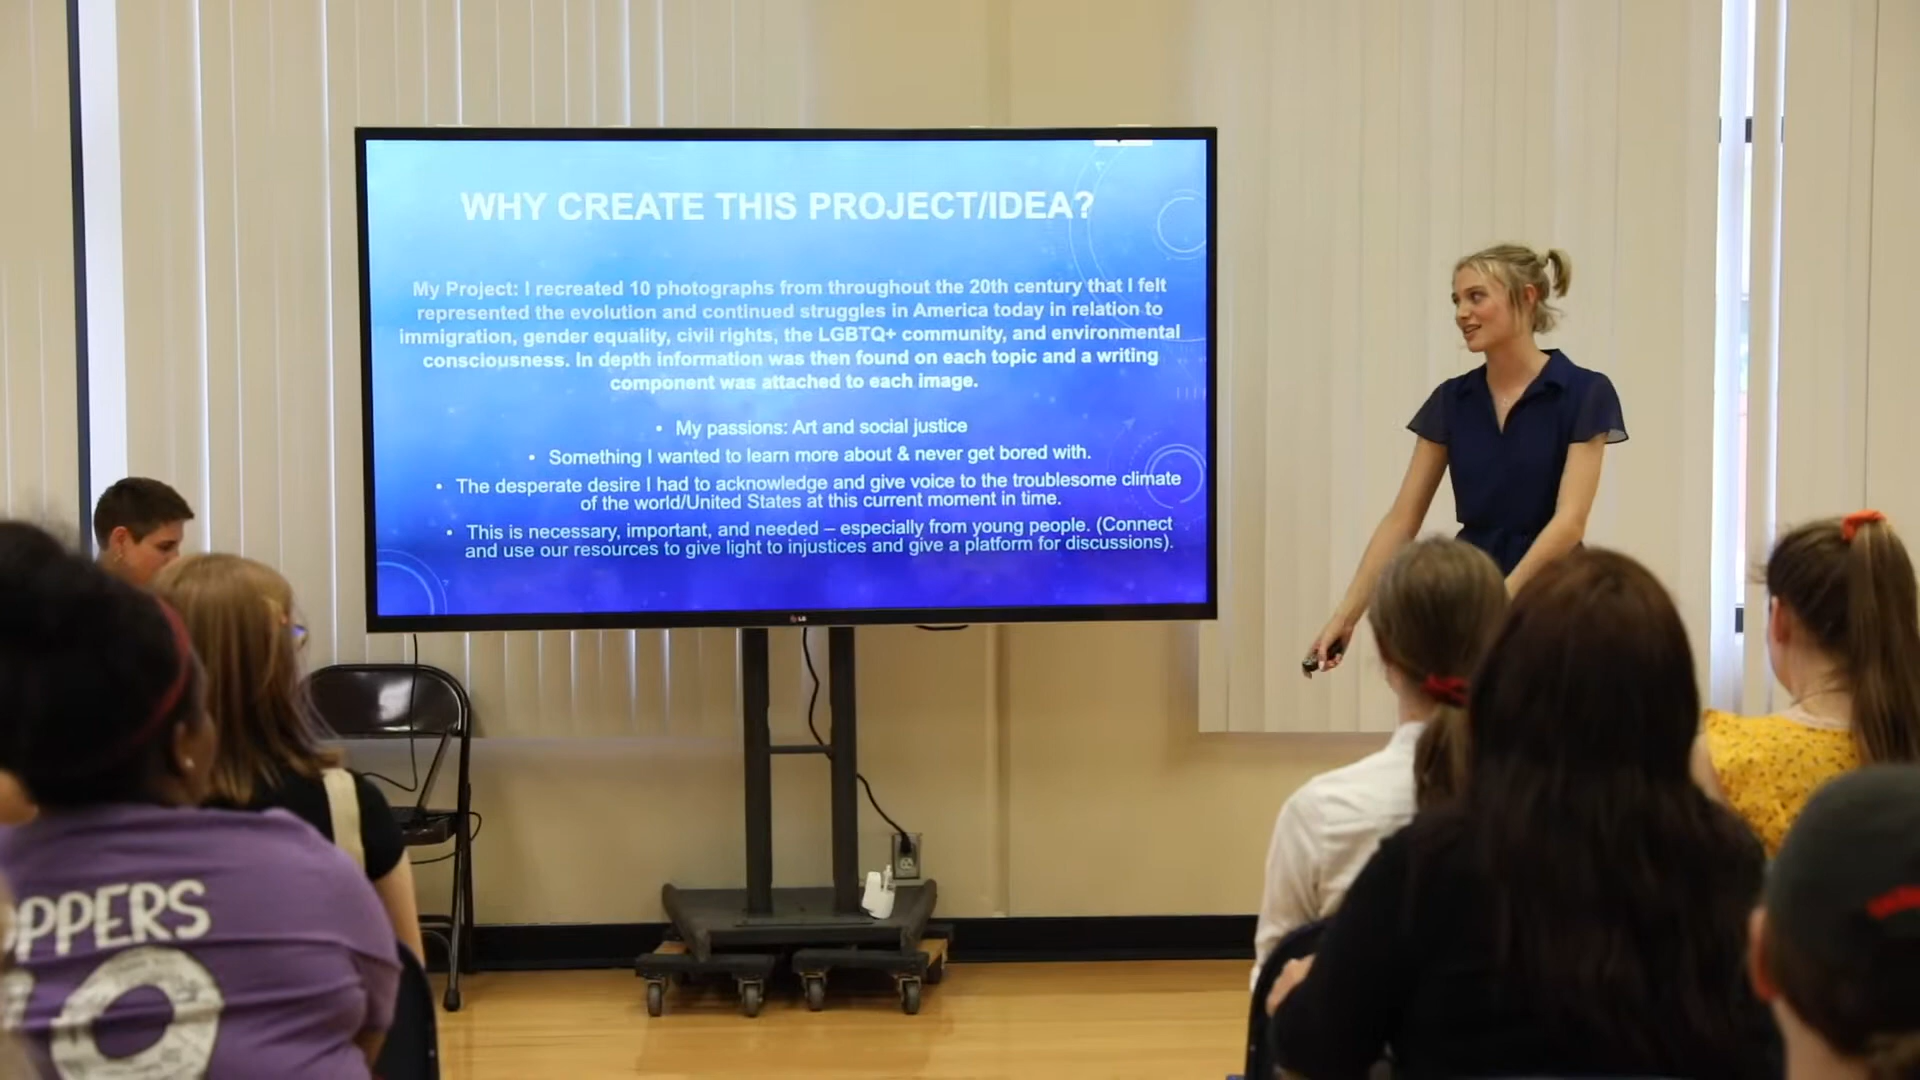 WHY CREATE THIS PROJECT/IDEA?
My Project: I recreated 10 photographs from throughout the 20th century that I felt
represented the evolution and continued struggles in America today in relation to
immigration, gender equality, civil rights, the LGBTQ+ community, and environmental
consciousness. In depth information was then found on each topic and a writing
component was attached to each image.
• My passions: Art and social justice
• Something I wanted to learn more about & never get bored with.
• The desperate desire I had to acknowledge and give voice to the troublesome climate
of the world/United States at this current moment in time.
• This is necessary, important, and needed – especially from young people. (Connect
and use our resources to give light to injustices and give a platform for discussions).
LG
OPPERS